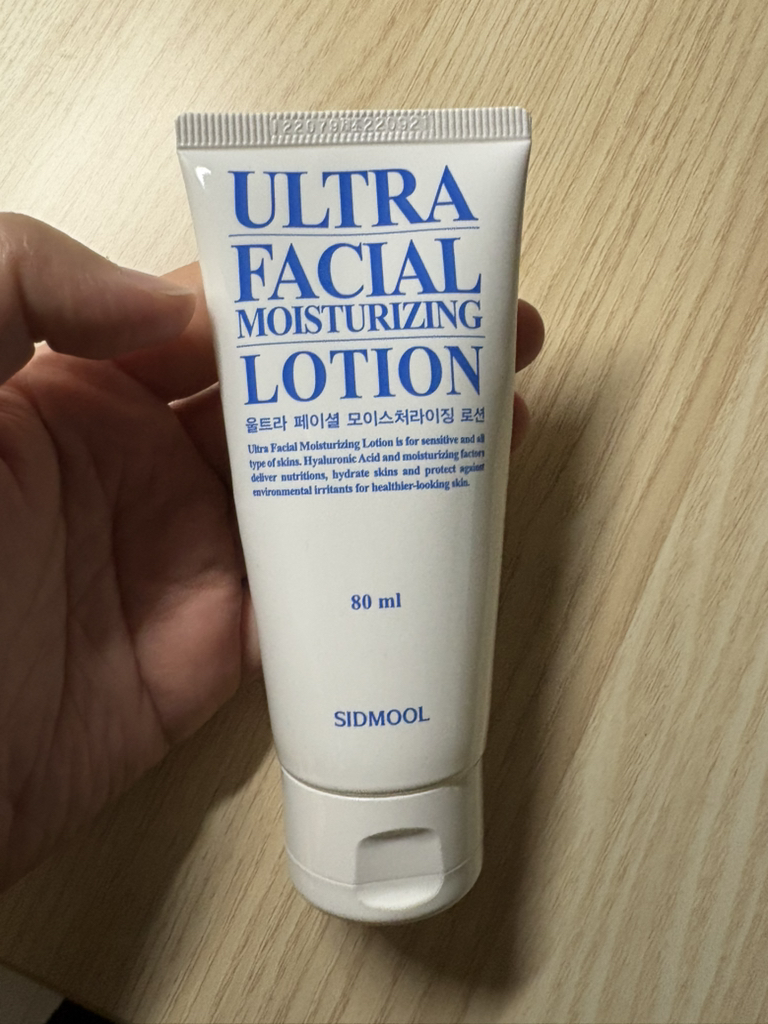 ULTRA
FACIAL
MOISTURIZING
LOTION
울트라 페이셜 모이스처라이징 로션
Ultra Facial Moisturizing Lotion is for sensitive and all
type of skins. Hyaluronic Acid and moisturizing factors
deliver nutritions, hydrate skins and protect against
environmental irritants for healthier-looking skin.
80 ml
SIDMOOL